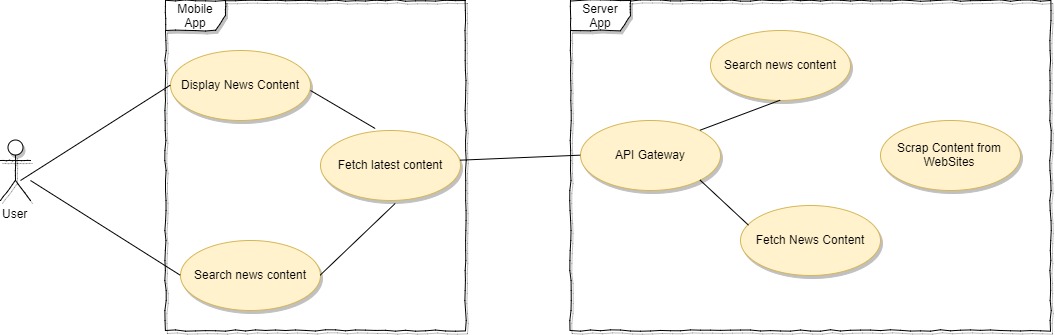 Mobile
App
Server
App
Search news content
Display News Content
API Gateway
Scrap Content from
WebSites
Fetch latest content
User
Fetch News Content
Search news content